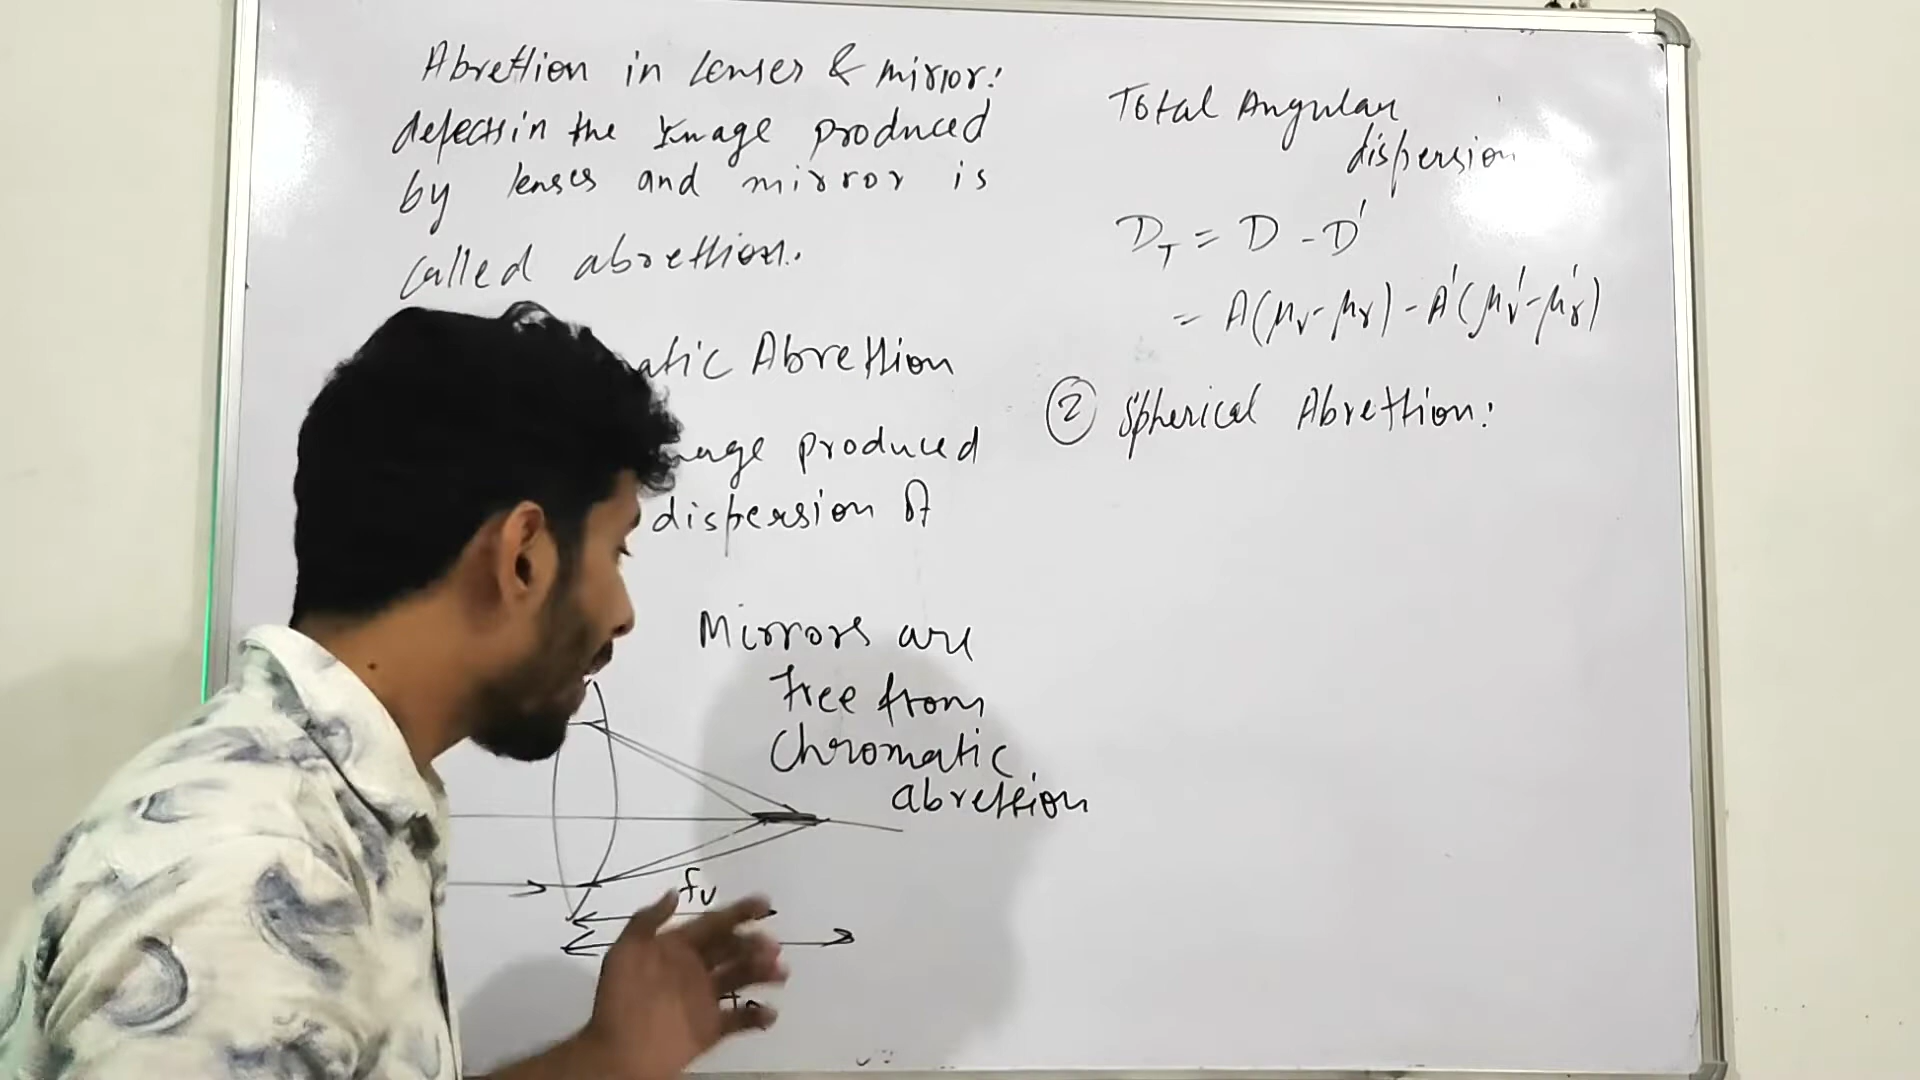 Abrettion in lenses & mirror:
defects in the Image produced
by lenses and mirror is
called abrettion.
Abrettion
produced
dispersion of
Mirrors are
free from
Chromatic
abrettion
fv
Total Angular
dispersion
D_T = D - D'
= A(μv - μr) - A'(μv' - μr')
② Spherical Abrettion: